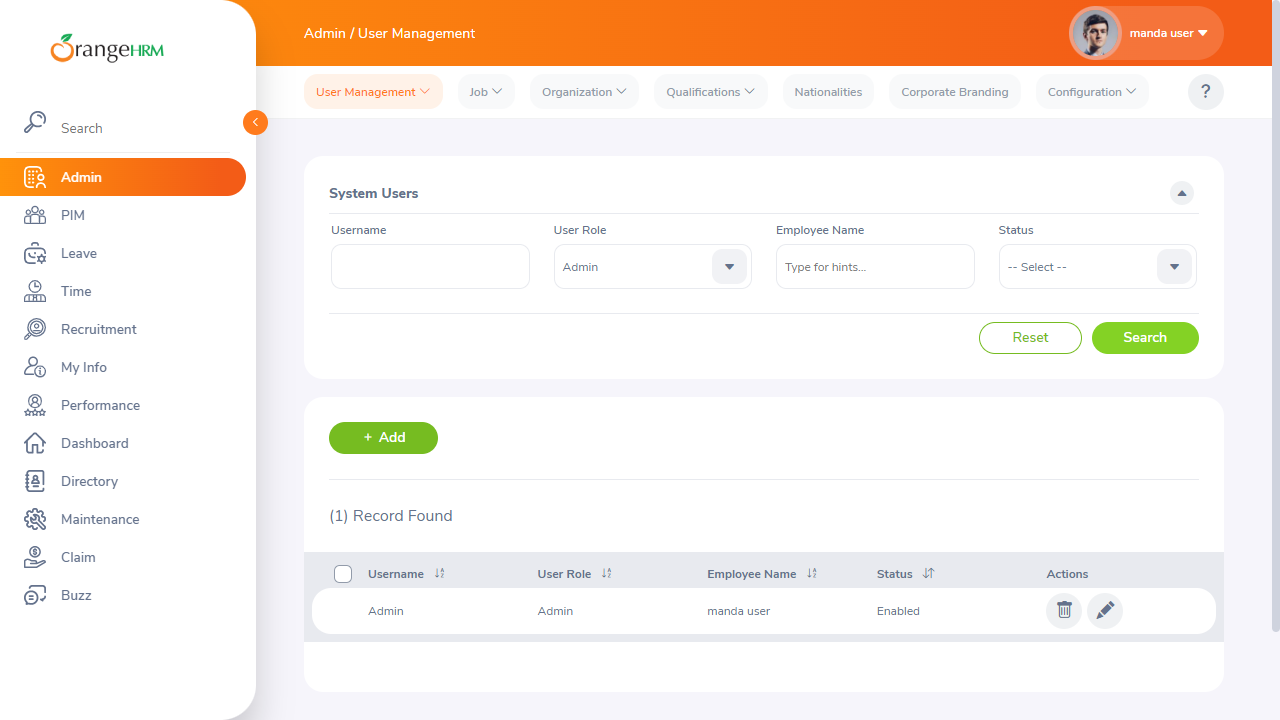 OrangeHRM
Search
Admin
PIM
Leave
Time
Recruitment
My Info
Performance
Dashboard
Directory
Maintenance
Claim
Buzz
Admin / User Management
manda user
User Management
Job
Organization
Qualifications
Nationalities
Corporate Branding
Configuration
?
System Users
Username
User Role
Employee Name
Status
Admin
Type for hints...
-- Select --
Reset
Search
+ Add
(1) Record Found
Username
User Role
Employee Name
Status
Actions
Admin
Admin
manda user
Enabled